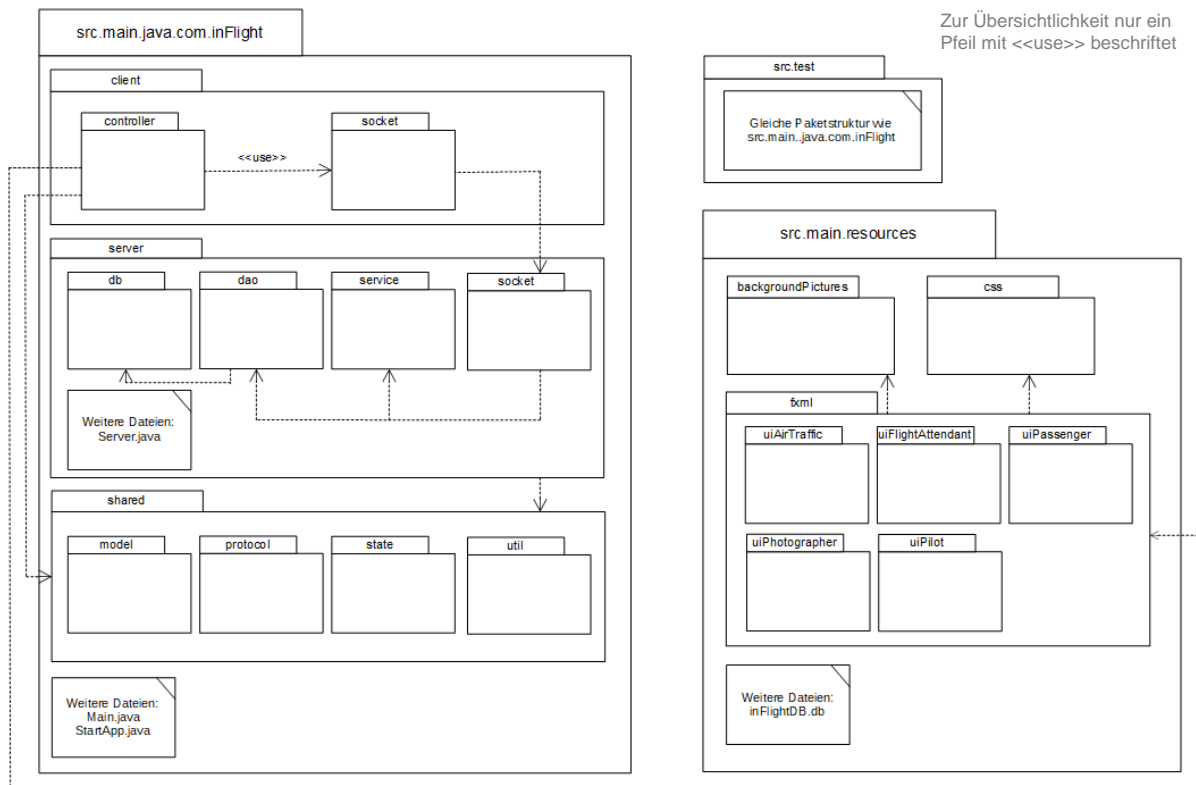 Zur Übersichtlichkeit nur ein
Pfeil mit <<use>> beschriftet
src.main.java.com.inFlight
client
controller
<<use>>
socket
server
db
dao
service
socket
Weitere Dateien:
Server.java
shared
model
protocol
state
util
Weitere Dateien:
Main.java
StartApp.java
src.test
Gleiche Paketstruktur wie
src.main..java.com.inFlight
src.main.resources
backgroundPictures
css
fxml
uiAirTraffic
uiFlightAttendant
uiPassenger
uiPhotographer
uiPilot
Weitere Dateien:
inFlightDB.db